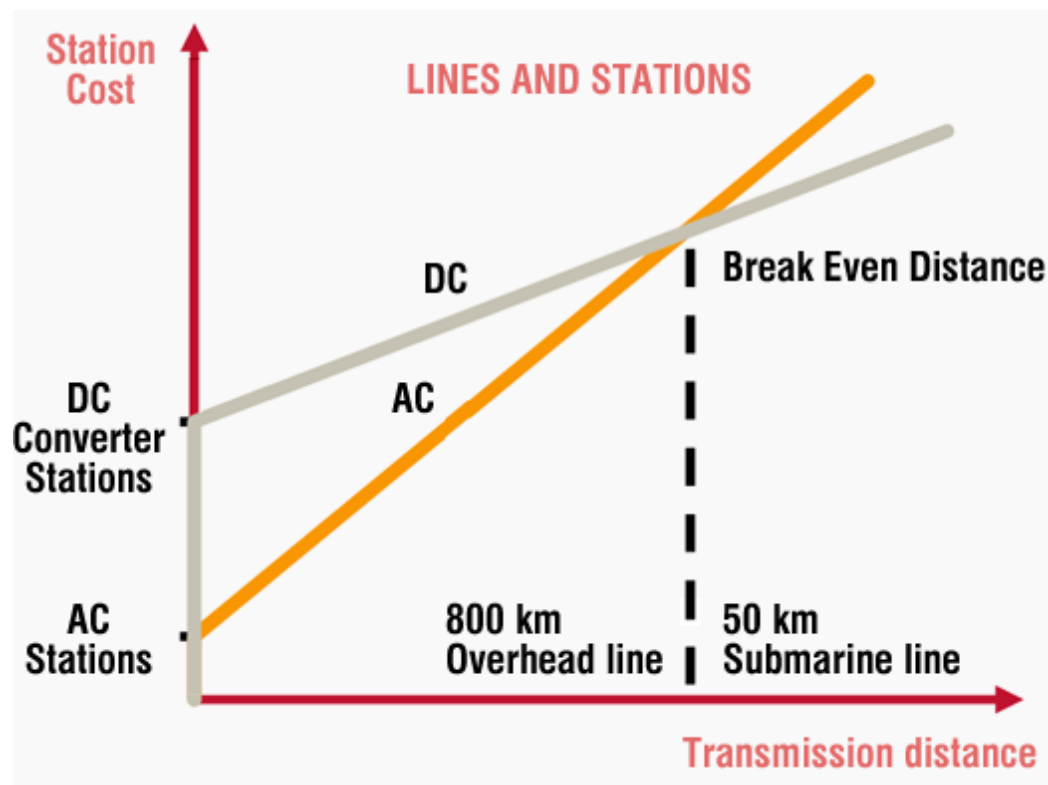 Station
Cost
LINES AND STATIONS
DC
Break Even Distance
AC
DC
Converter
Stations
AC
Stations
800 km
Overhead line
50 km
Submarine line
Transmission distance